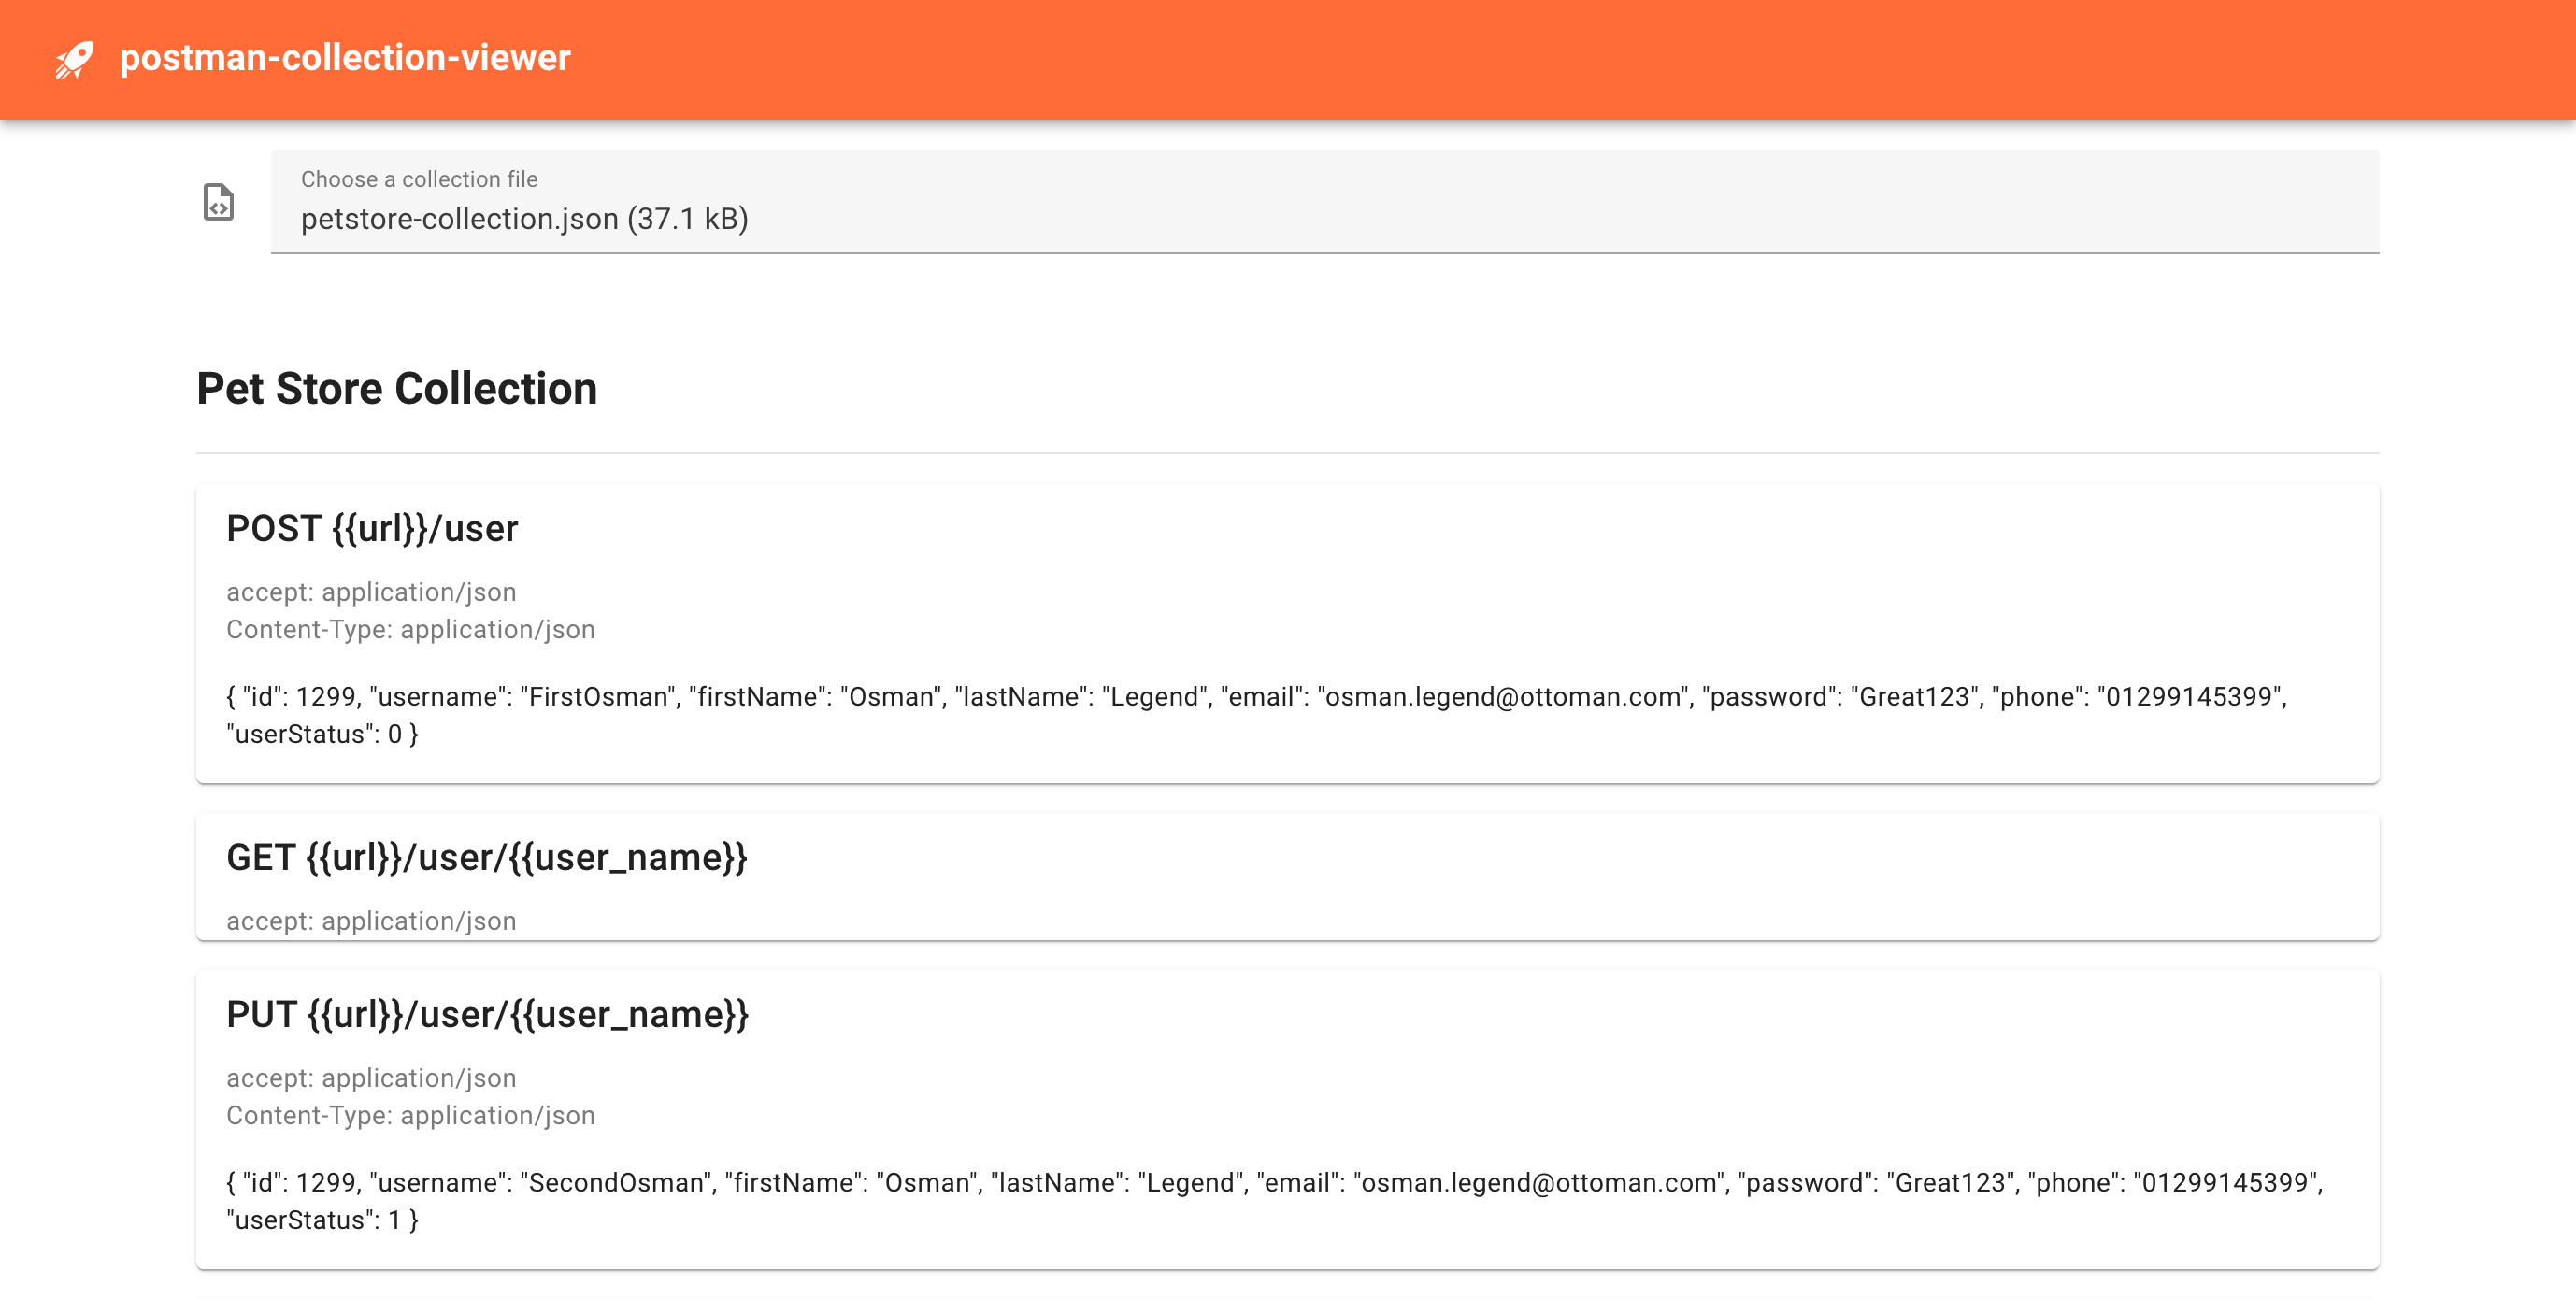 postman-collection-viewer
Choose a collection file
petstore-collection.json (37.1 kB)
Pet Store Collection
POST {{url}}/user
accept: application/json
Content-Type: application/json
{ "id": 1299, "username": "FirstOsman", "firstName": "Osman", "lastName": "Legend", "email": "osman.legend@ottoman.com", "password": "Great123", "phone": "01299145399",
"userStatus": 0 }
GET {{url}}/user/{{user_name}}
accept: application/json
PUT {{url}}/user/{{user_name}}
accept: application/json
Content-Type: application/json
{ "id": 1299, "username": "SecondOsman", "firstName": "Osman", "lastName": "Legend", "email": "osman.legend@ottoman.com", "password": "Great123", "phone": "01299145399",
"userStatus": 1 }